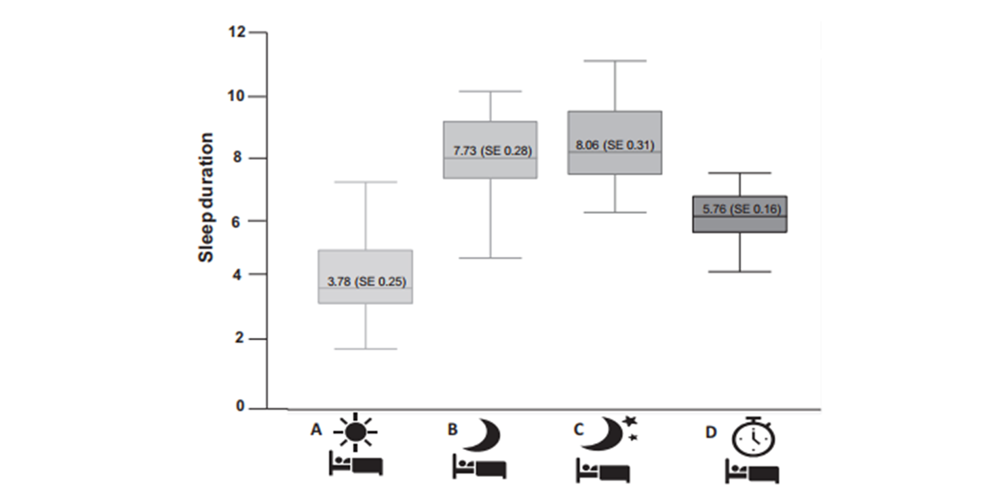 12
10
8
6
4
2
0
Sleep duration
3.78 (SE 0.25)
7.73 (SE 0.28)
8.06 (SE 0.31)
5.76 (SE 0.16)
A
B
C
D